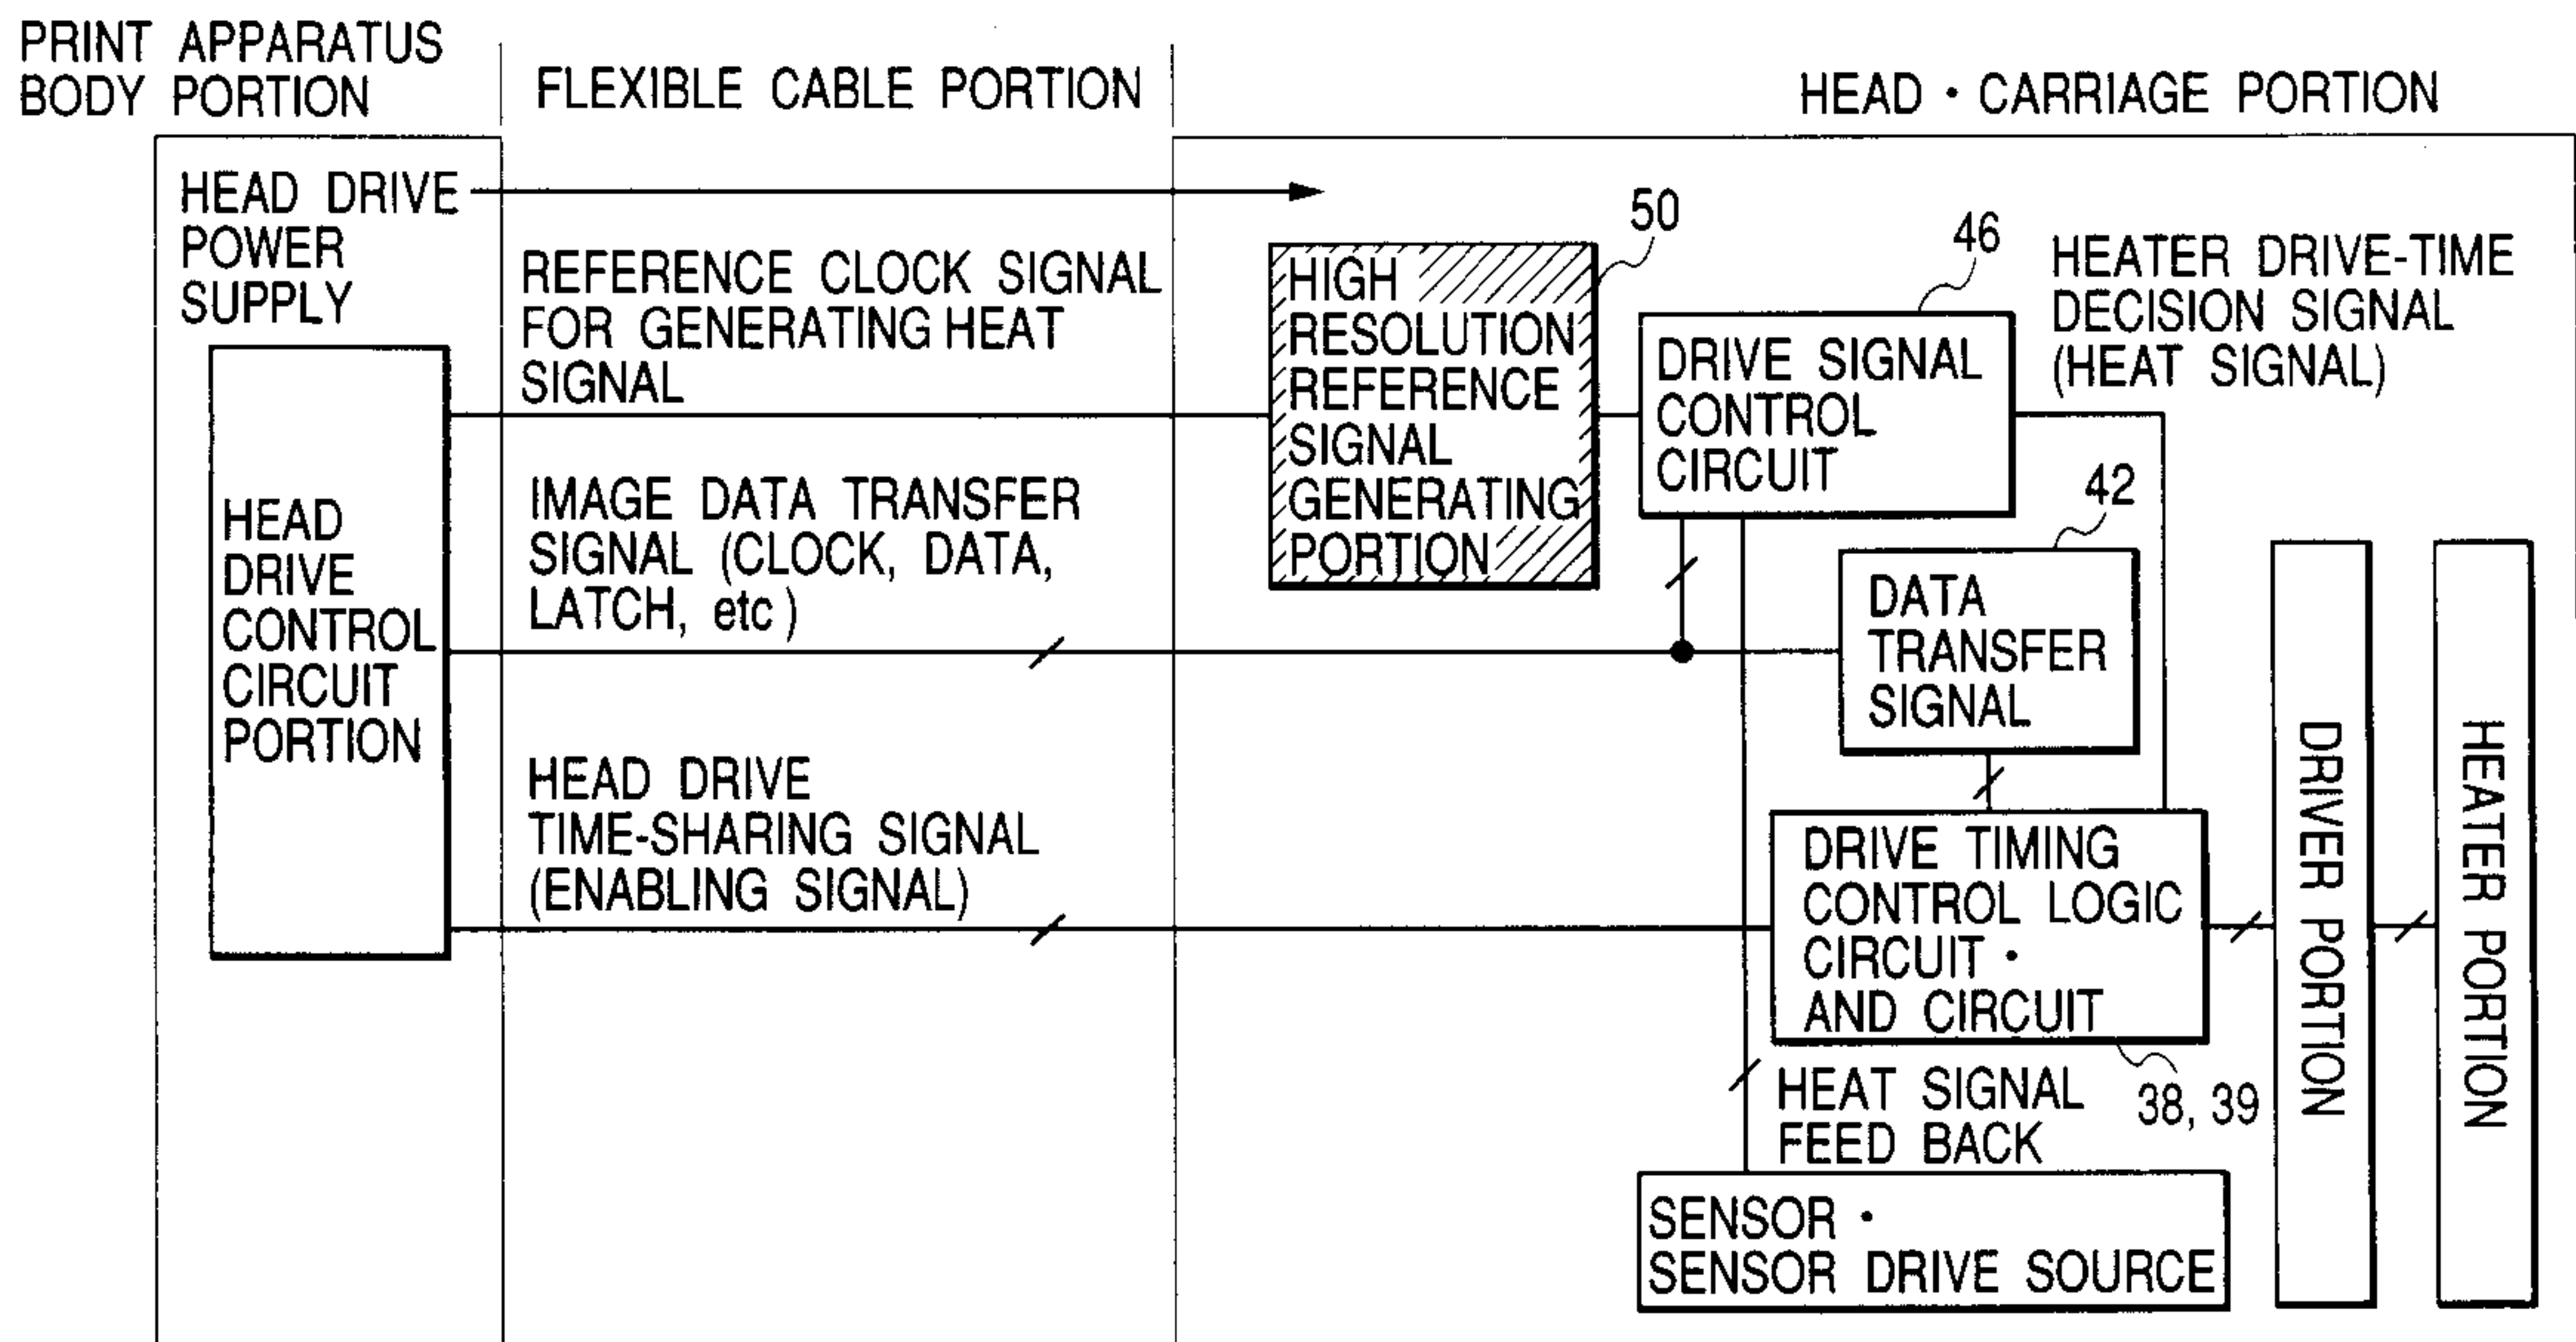 PRINT APPARATUS
BODY PORTION
FLEXIBLE CABLE PORTION
HEAD · CARRIAGE PORTION
HEAD DRIVE
POWER
SUPPLY
REFERENCE CLOCK SIGNAL
FOR GENERATING HEAT
SIGNAL
HIGH
RESOLUTION
REFERENCE
SIGNAL
GENERATING
PORTION
50
46
DRIVE SIGNAL
CONTROL
CIRCUIT
HEATER DRIVE-TIME
DECISION SIGNAL
(HEAT SIGNAL)
HEAD
DRIVE
CONTROL
CIRCUIT
PORTION
IMAGE DATA TRANSFER
SIGNAL (CLOCK, DATA,
LATCH, etc)
42
DATA
TRANSFER
SIGNAL
HEAD DRIVE
TIME-SHARING SIGNAL
(ENABLING SIGNAL)
DRIVE TIMING
CONTROL LOGIC
CIRCUIT ·
AND CIRCUIT
38, 39
DRIVER PORTION
HEATER PORTION
HEAT SIGNAL
FEED BACK
SENSOR ·
SENSOR DRIVE SOURCE